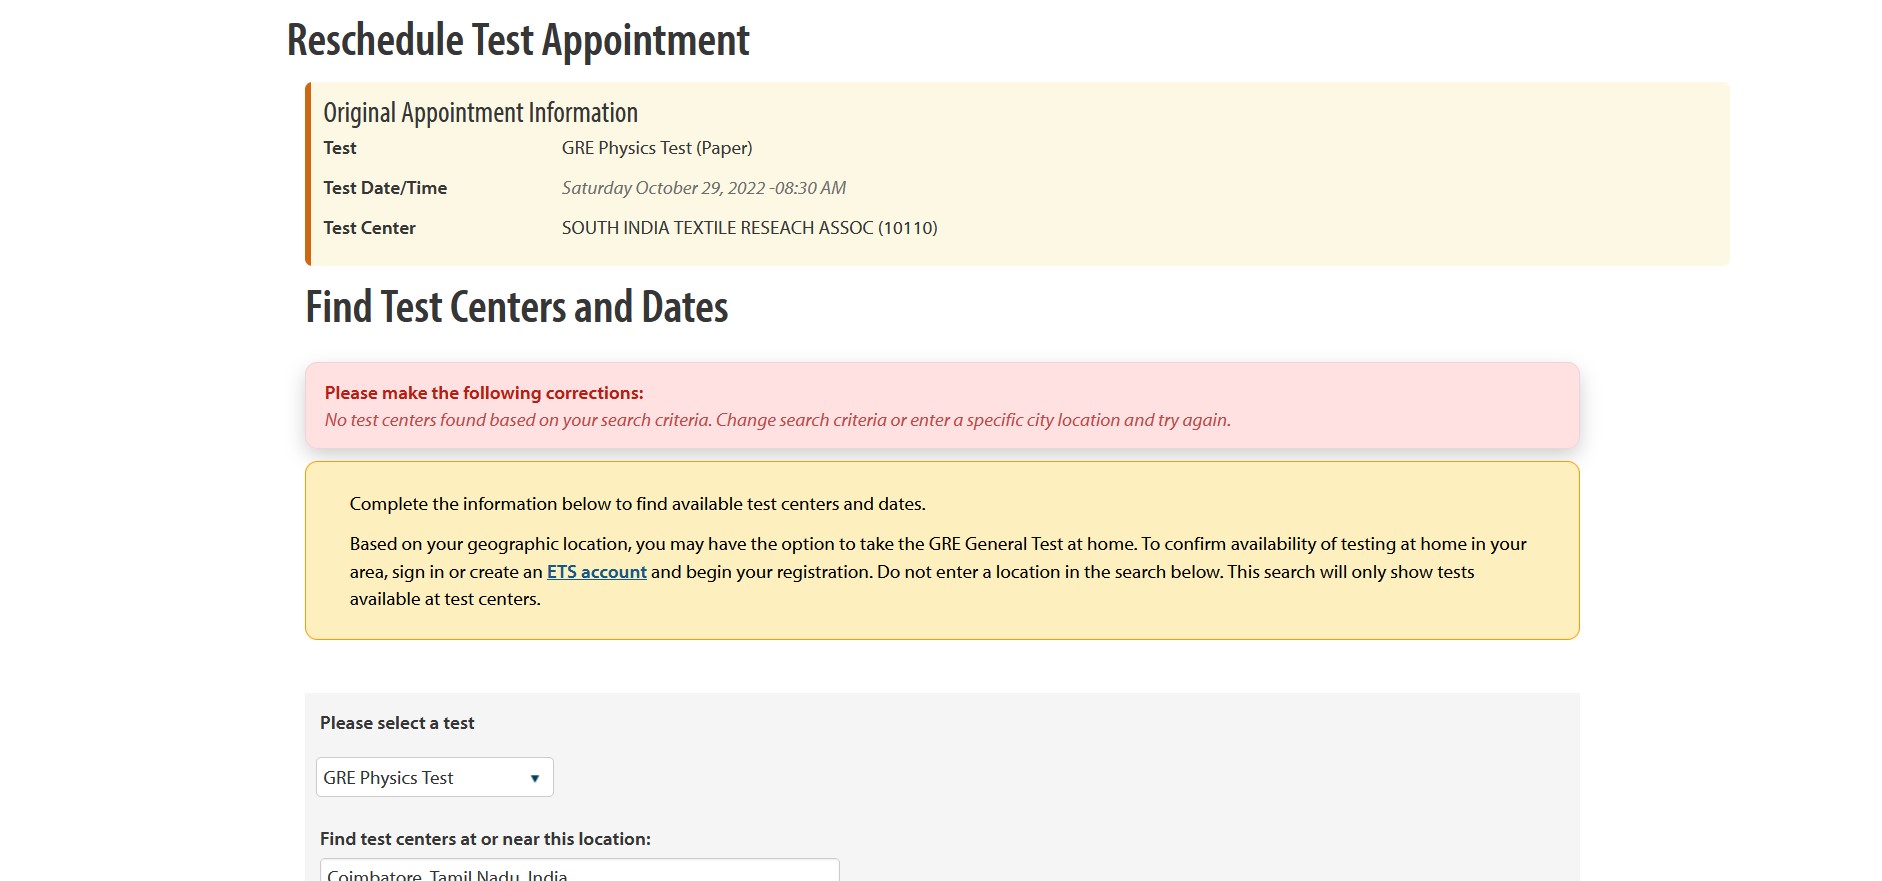 Reschedule Test Appointment
Original Appointment Information
Test GRE Physics Test (Paper)
Test Date/Time Saturday October 29, 2022 -08:30 AM
Test Center SOUTH INDIA TEXTILE RESEACH ASSOC (10110)
Find Test Centers and Dates
Please make the following corrections:
No test centers found based on your search criteria. Change search criteria or enter a specific city location and try again.
Complete the information below to find available test centers and dates.
Based on your geographic location, you may have the option to take the GRE General Test at home. To confirm availability of testing at home in your
area, sign in or create an ETS account and begin your registration. Do not enter a location in the search below. This search will only show tests
available at test centers.
Please select a test
GRE Physics Test
Find test centers at or near this location:
Coimbatore, Tamil Nadu, India